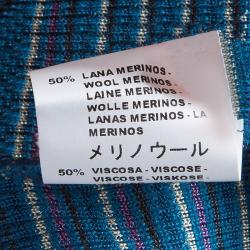 50% LANA MERINOS -
WOOL MERINOS -
LAINE MERINOS -
WOLLE MERINOS -
LANAS MERINOS - LA
MERINOS
メリノウール
50% VISCOSA - VISCOSE -
VISCOSE - VISKOSE -